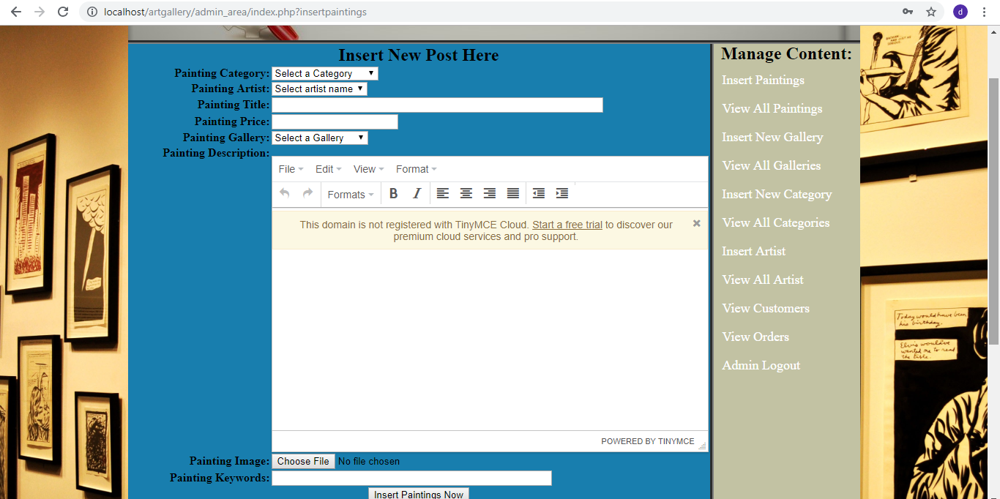 localhost/artgallery/admin_area/index.php?insertpaintings
d
Insert New Post Here
Painting Category: Select a Category
Painting Artist: Select artist name
Painting Title:
Painting Price:
Painting Gallery: Select a Gallery
Painting Description:
File Edit View Format
Formats B I
This domain is not registered with TinyMCE Cloud. Start a free trial to discover our
premium cloud services and pro support.
POWERED BY TINYMCE
Painting Image: Choose File No file chosen
Painting Keywords:
Insert Paintings Now
Manage Content:
Insert Paintings
View All Paintings
Insert New Gallery
View All Galleries
Insert New Category
View All Categories
Insert Artist
View All Artist
View Customers
View Orders
Admin Logout
Today would have been
his birthday.
Elvis would've
wanted me to read
the Bible.